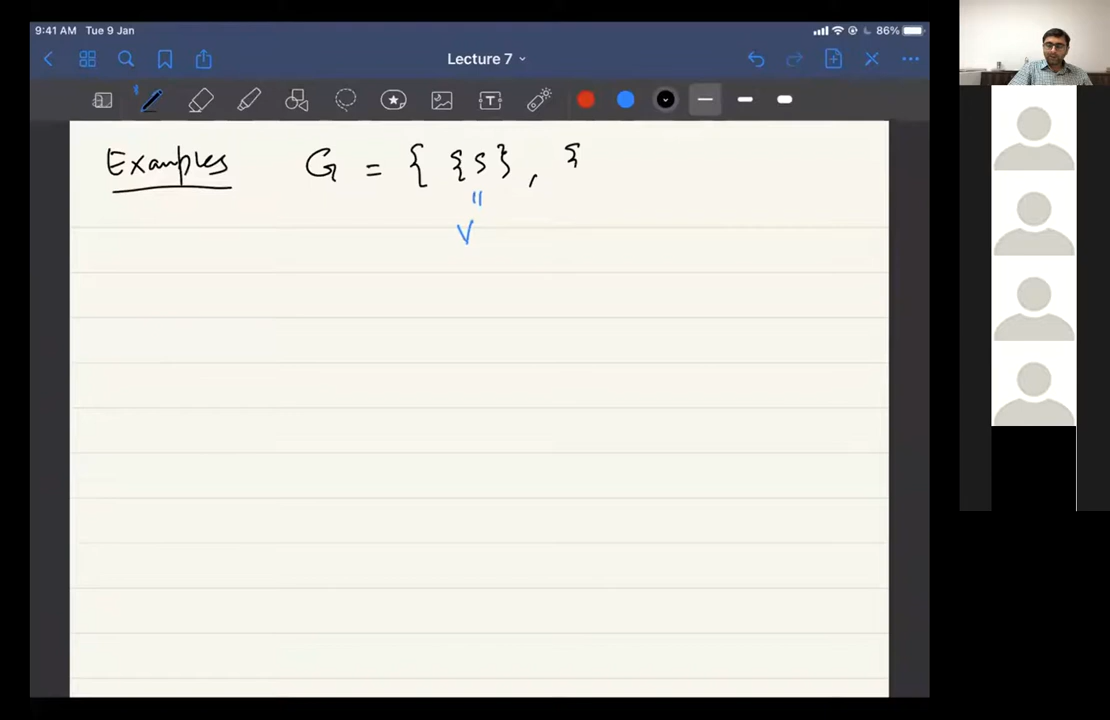 9:41 AM Tue 9 Jan 86%
Lecture 7
T
Examples G = { {S}, {
"
V